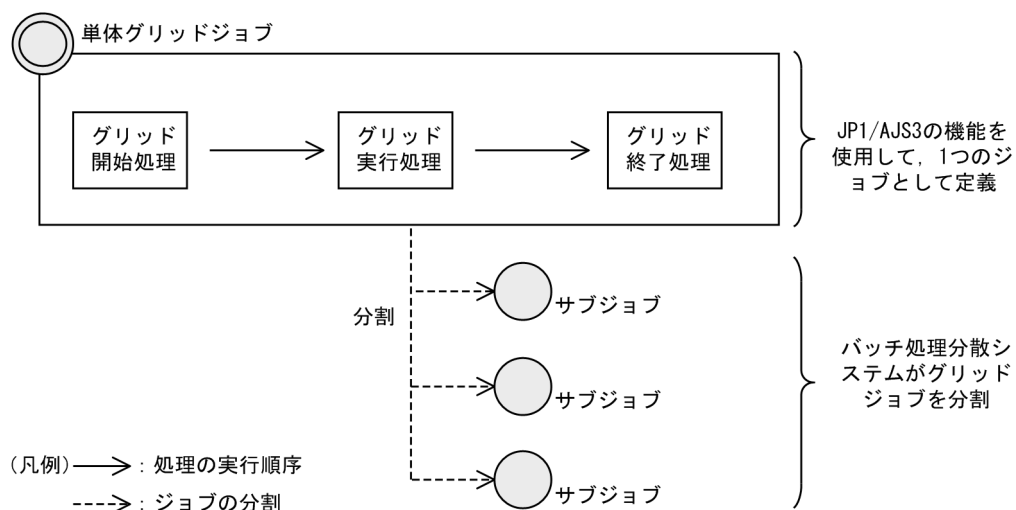 単体グリッドジョブ
グリッド
開始処理
グリッド
実行処理
グリッド
終了処理
JP1/AJS3の機能を
使用して，1つのジ
ョブとして定義
分割
サブジョブ
サブジョブ
サブジョブ
バッチ処理分散シ
ステムがグリッド
ジョブを分割
(凡例)　：処理の実行順序
：ジョブの分割